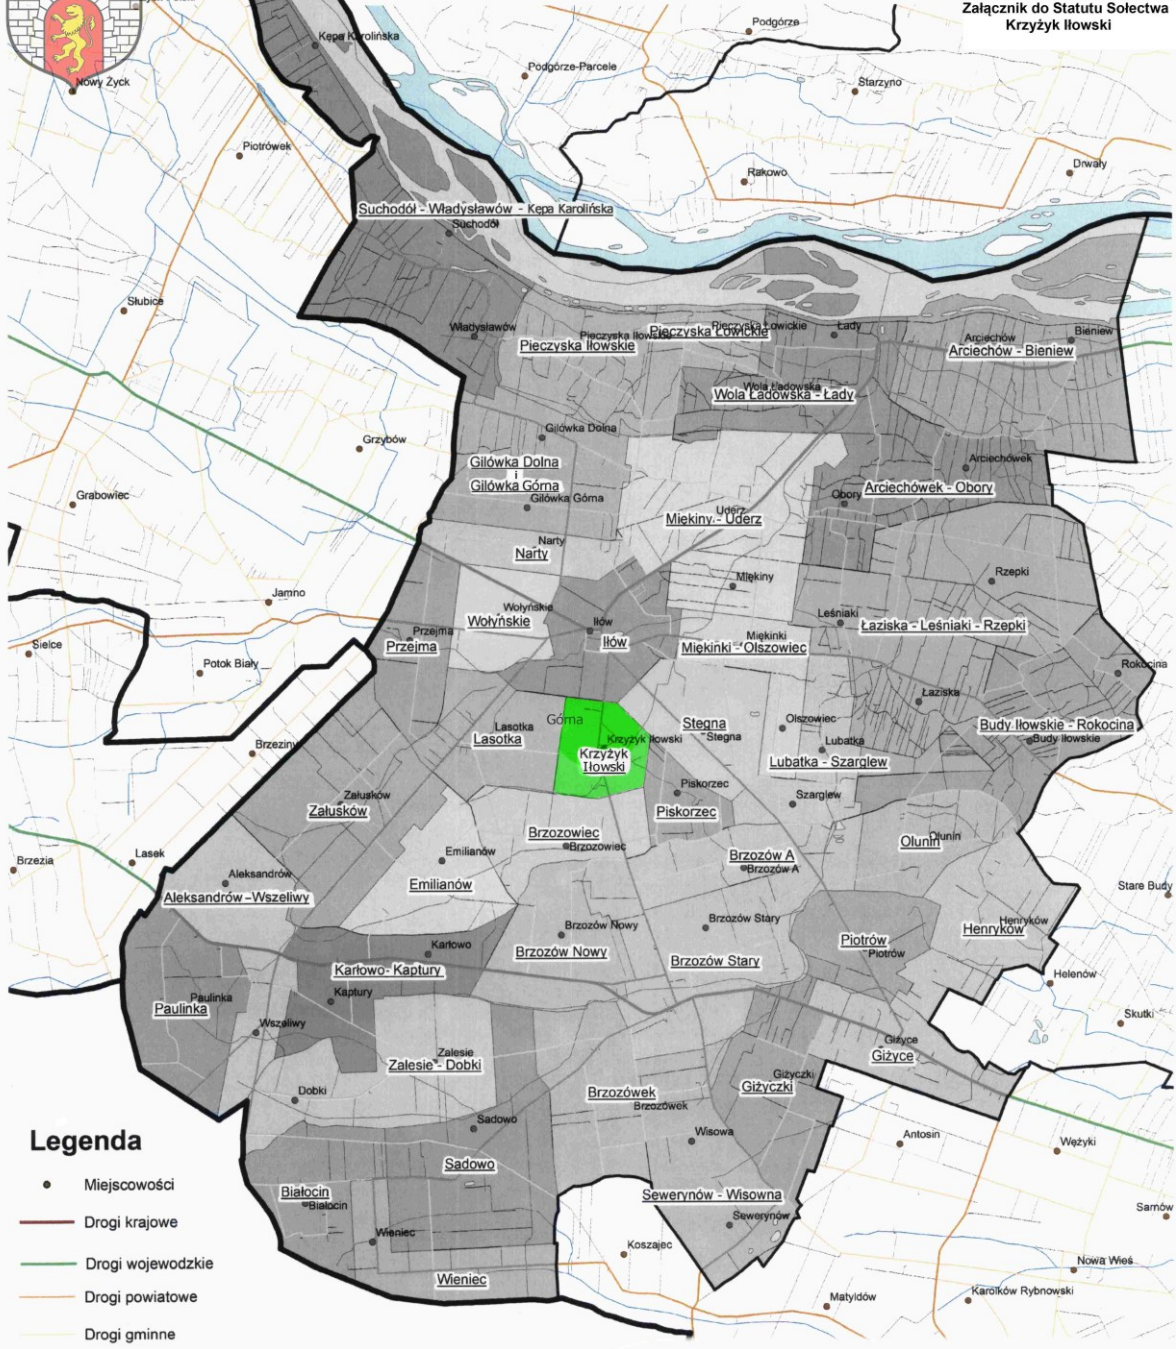 Załącznik do Statutu Sołectwa
Krzyżyk Iłowski
Podgórze
Kępa Karolińska
Podgórze-Parcele
Nowy Życk
Starzyno
Piotrówek
Drwały
Rakowo
Suchodół - Władysławów - Kępa Karolińska
Suchodół
Słubice
Władysławów
Pieczyska Iłowskie
Pieczyska Iłowskie
Pieczyska Łowickie
Pieczyska Łowickie
Łady
Arciechów
Bieniew
Arciechów - Bieniew
Wola Ładowska
Wola Ładowska - Łady
Gilówka Dolna
Grzybów
Gilówka Dolna
i
Gilówka Górna
Gilówka Górna
Arciechówek
Arciechówek - Obory
Obory
Grabowiec
Uderz
Miękiny - Uderz
Narty
Narty
Miękiny
Rzepki
Jamno
Wołyńskie
Wołyńskie
Iłów
Iłów
Leśniaki
Łaziska - Leśniaki - Rzepki
Przejma
Przejma
Miękinki
Miękinki - Olszowiec
Sielce
Potok Biały
Rokocina
Łaziska
Górna
Lasotka
Lasotka
Krzyżyk Iłowski
Krzyżyk
Iłowski
Stegna
Stegna
Olszowiec
Budy Iłowskie - Rokocina
Budy Iłowskie
Brzeziny
Lubatka
Lubatka - Szarglew
Piskorzec
Piskorzec
Szarglew
Załusków
Załusków
Brzozowiec
Brzozowiec
Olunin
Olunin
Emilianów
Emilianów
Brzozów A
Brzozów A
Lasek
Brzezia
Aleksandrów
Aleksandrów - Wszeliwy
Stare Budy
Henryków
Henryków
Brzozów Nowy
Brzozów Nowy
Brzozów Stary
Brzozów Stary
Piotrów
Piotrów
Karłowo
Karłowo - Kaptury
Kaptury
Helenów
Paulinka
Paulinka
Wszeliwy
Skutki
Giżyce
Giżyce
Zalesie
Zalesie - Dobki
Dobki
Giżyczki
Giżyczki
Brzozówek
Brzozówek
Sadowo
Sadowo
Wisowa
Antosin
Wężyki
Białocin
Białocin
Sewerynów - Wisowna
Sewerynów
Sarnów
Wieniec
Wieniec
Koszajec
Nowa Wieś
Matyldów
Karolków Rybnowski
Legenda
Miejscowości
Drogi krajowe
Drogi wojewodzkie
Drogi powiatowe
Drogi gminne